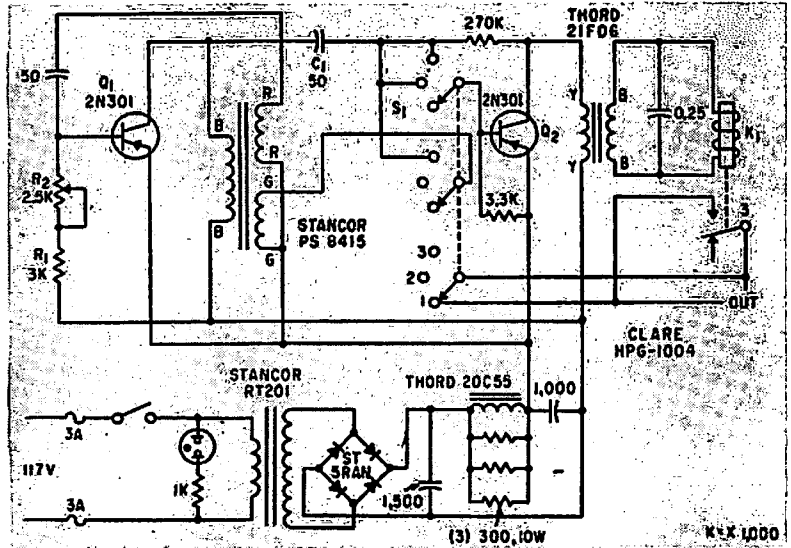 270K
THORD
21F06
50
Q1
2N301
C1
50
S1
R
R
B
B
G
G
2N301
Q2
Y
Y
B
B
0.25
K1
R2
2.5K
R1
3K
3.3K
STANCOR
PS 8415
3
2
1
OUT
CLARE
HPG-1004
STANCOR
RT201
THORD 20C55
1,000
3A
117V
3A
1K
ST
5RAN
1,500
(3) 300, 10W
K=X 1,000